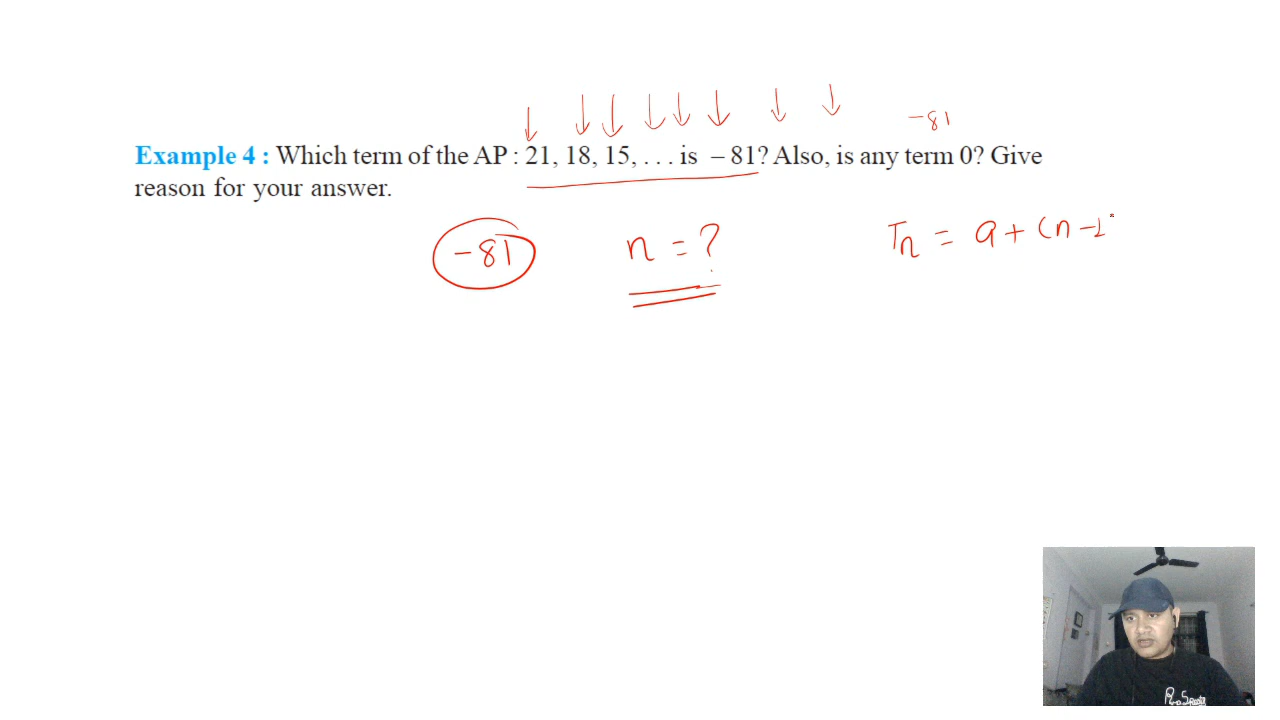 -81
Example 4 : Which term of the AP : 21, 18, 15, . . . is – 81? Also, is any term 0? Give
reason for your answer.
-81 n = ? Tn = a + (n-1